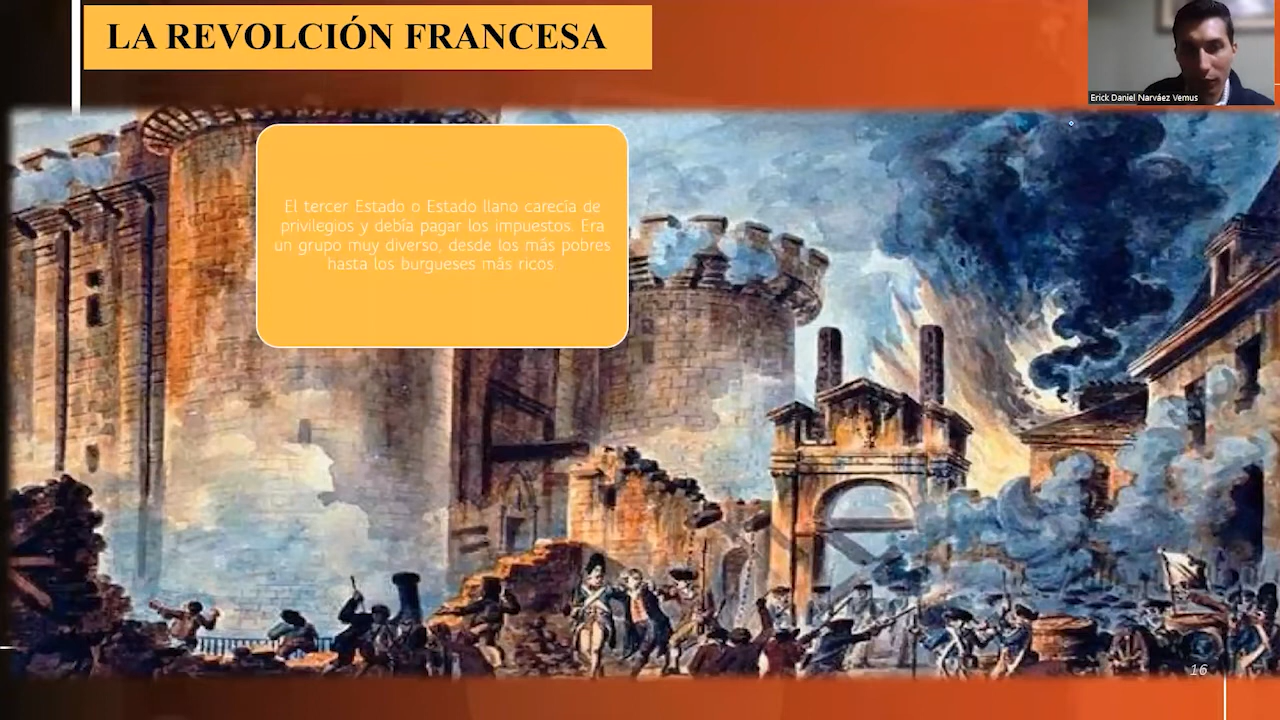 LA REVOLCIÓN FRANCESA
Erick Daniel Narváez Vemus
El tercer Estado o Estado llano carecía de
privilegios y debía pagar los impuestos. Era
un grupo muy diverso, desde los más pobres
hasta los burgueses más ricos
16